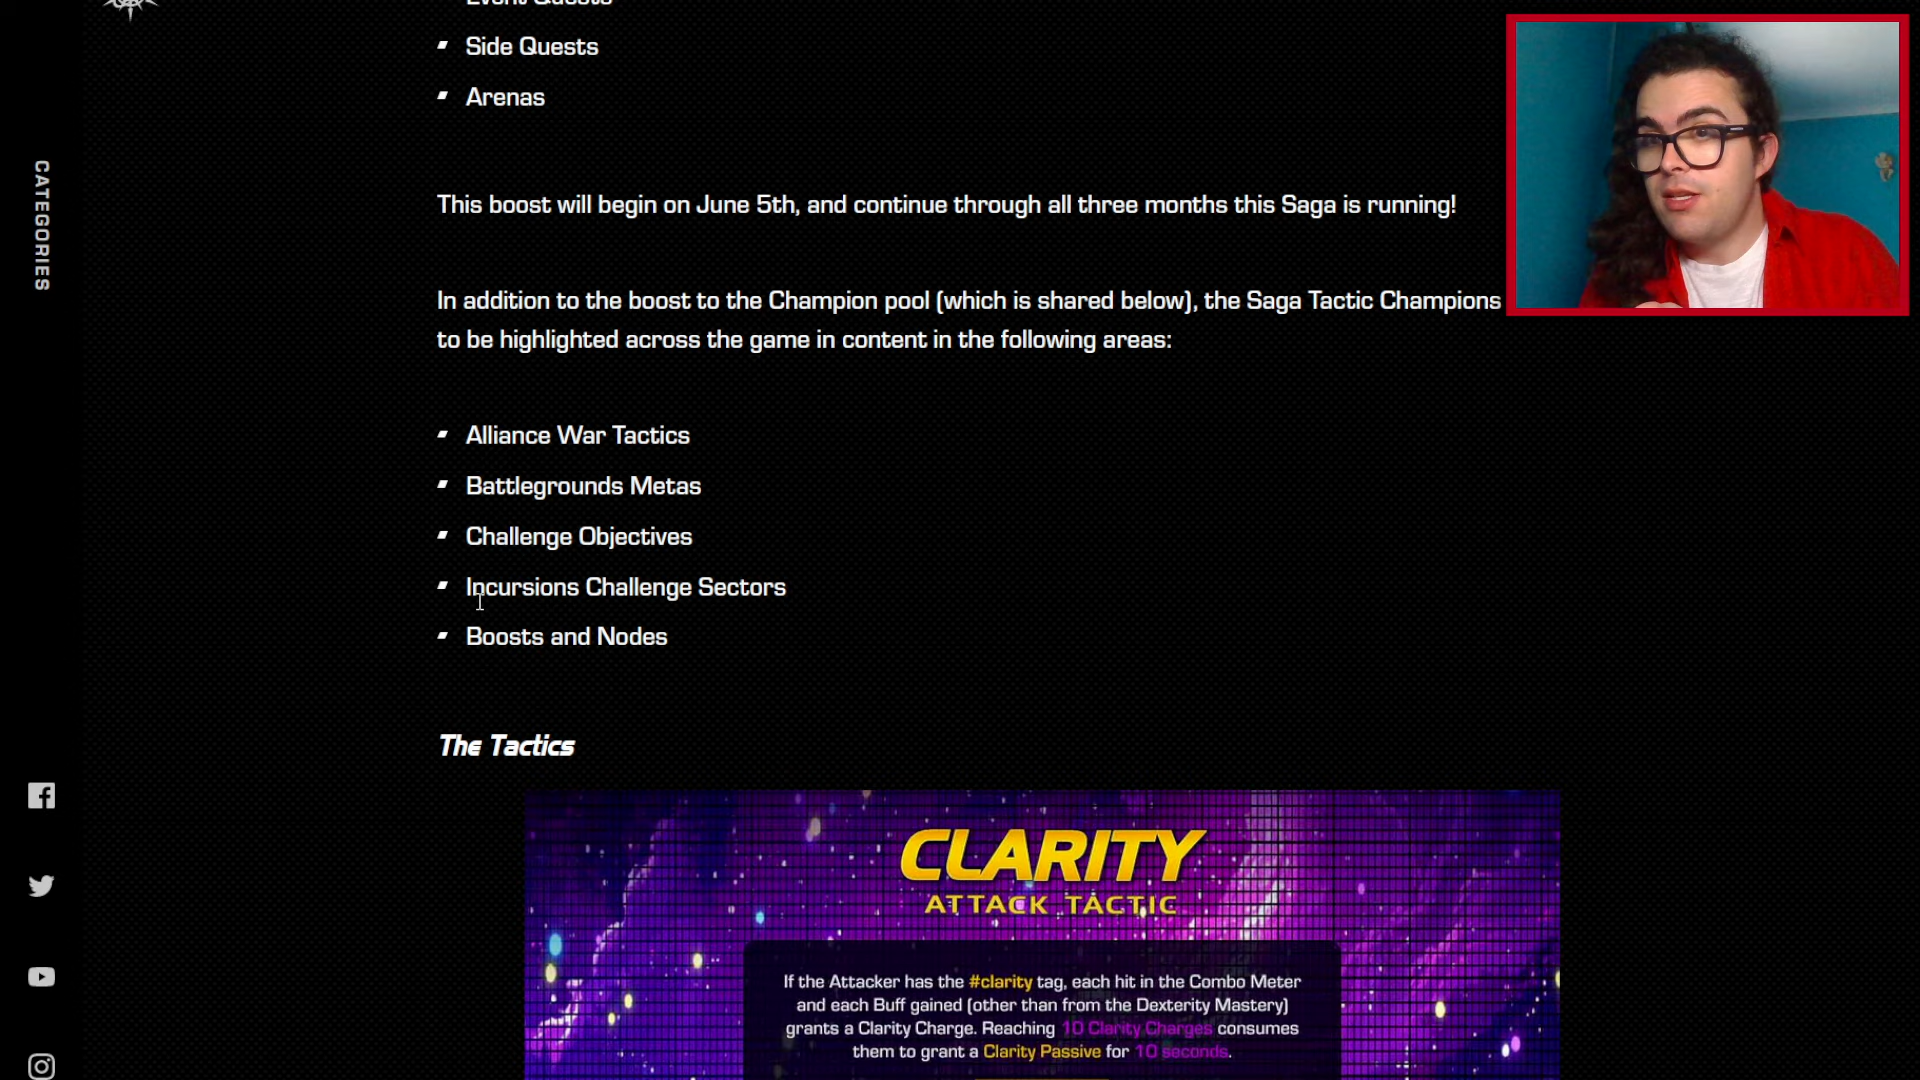 Event Quests
Side Quests
Arenas
CATEGORIES
This boost will begin on June 5th, and continue through all three months this Saga is running!
In addition to the boost to the Champion pool (which is shared below), the Saga Tactic Champions
to be highlighted across the game in content in the following areas:
Alliance War Tactics
Battlegrounds Metas
Challenge Objectives
Incursions Challenge Sectors
Boosts and Nodes
The Tactics
CLARITY
ATTACK TACTIC
If the Attacker has the #clarity tag, each hit in the Combo Meter
and each Buff gained (other than from the Dexterity Mastery)
grants a Clarity Charge. Reaching 10 Clarity Charges consumes
them to grant a Clarity Passive for 10 seconds.